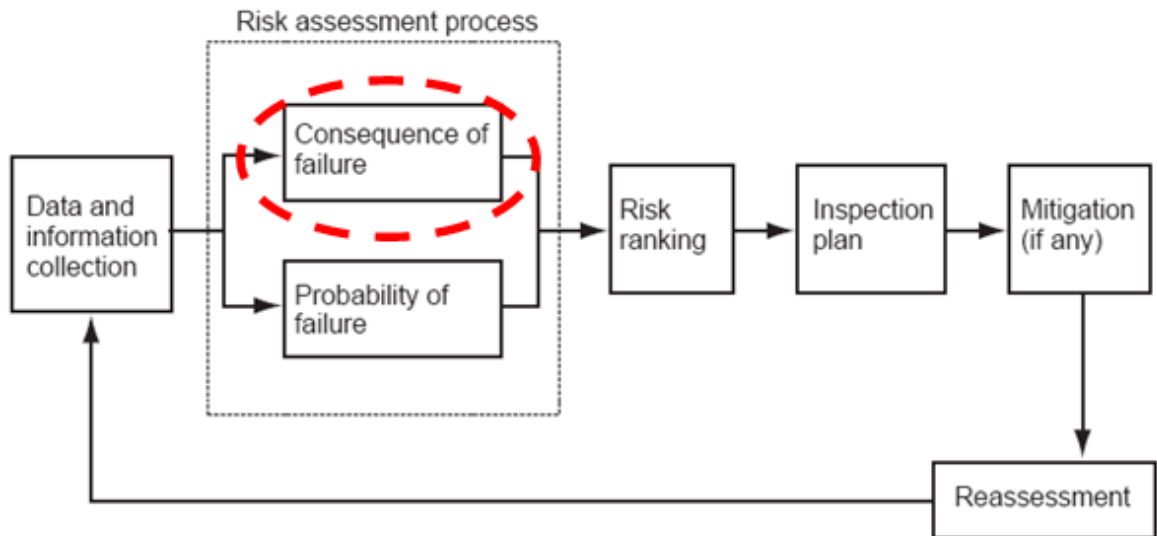 Risk assessment process
Consequence of
failure
Data and
information
collection
Probability of
failure
Risk
ranking
Inspection
plan
Mitigation
(if any)
Reassessment